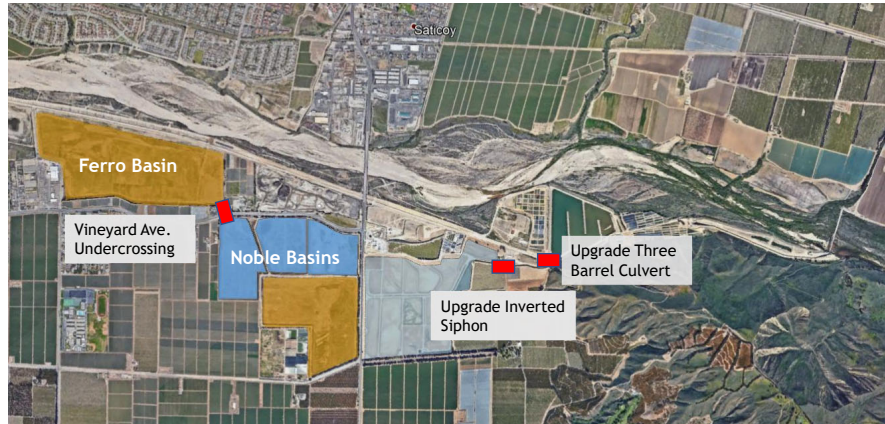 Saticoy
Ferro Basin
Vineyard Ave.
Undercrossing
Noble Basins
Upgrade Three
Barrel Culvert
Upgrade Inverted
Siphon